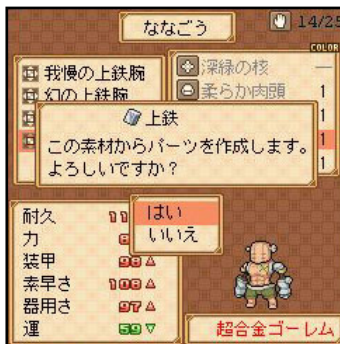 ななごう
14/25
COLOR
我慢の上鉄腕
深緑の核 —
幻の上鉄腕
柔らか肉頭 1
1
上鉄
この素材からパーツを作成します。
よろしいですか？
1
1
はい
いいえ
耐久 11
力
装甲 98
素早さ 108
器用さ 97
運 59
超合金ゴーレム